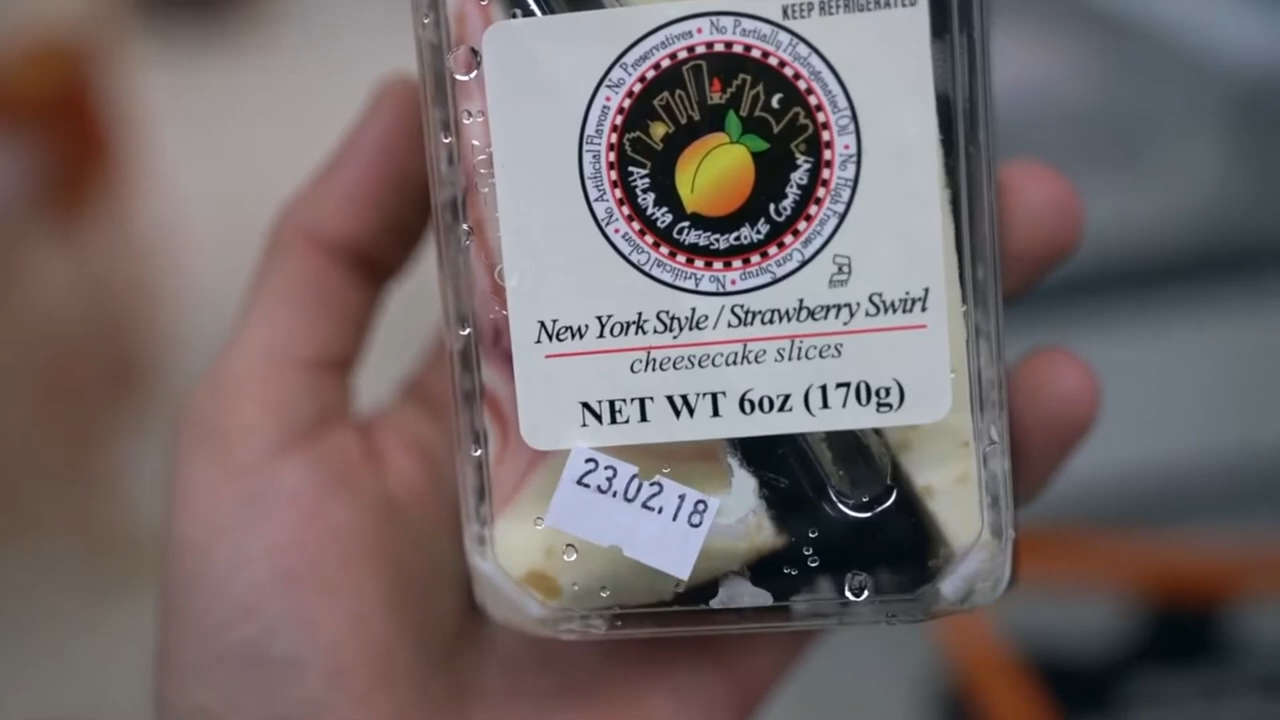 KEEP REFRIGERATED
No Artificial Colors • No Artificial Flavors • No Preservatives • No Partially Hydrogenated Oil • No High Fructose Corn Syrup •
ATLANTA CHEESECAKE COMPANY
DAIRY
New York Style / Strawberry Swirl
cheesecake slices
NET WT 6oz (170g)
23.02.18